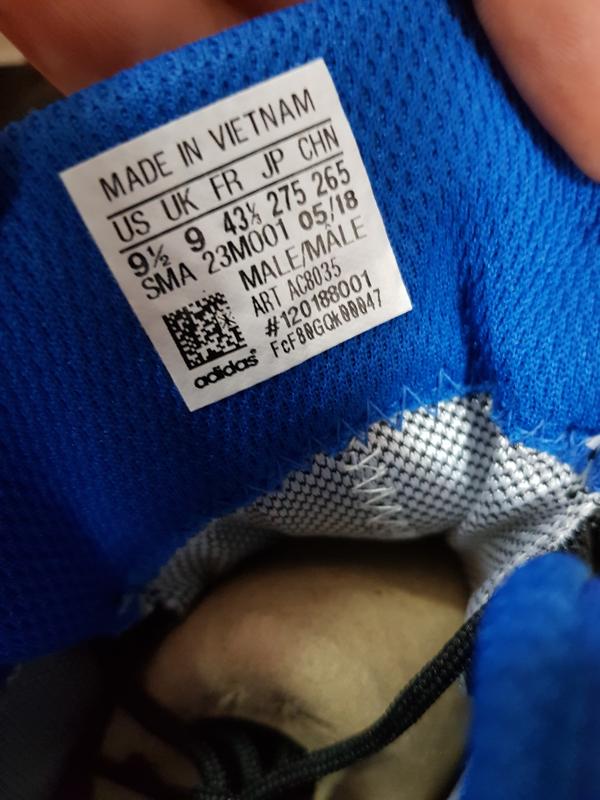 MADE IN VIETNAM
US UK FR JP CHN
9½ 9 43⅓ 275 265
SMA 23M001 05/18
MALE/MÂLE
ART AC8035
#120188001
FcF80GQk00047
adidas®